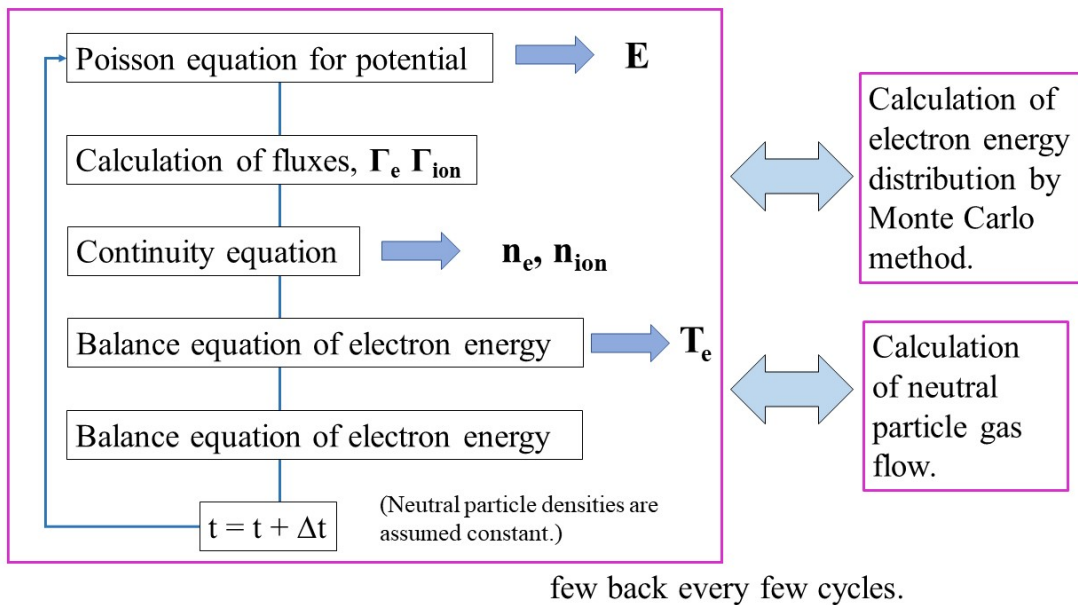 Poisson equation for potential
E
Calculation of fluxes, Γe Γion
Continuity equation
ne, nion
Balance equation of electron energy
Te
Balance equation of electron energy
t = t + Δt
(Neutral particle densities are
assumed constant.)
Calculation of
electron energy
distribution by
Monte Carlo
method.
Calculation
of neutral
particle gas
flow.
few back every few cycles.